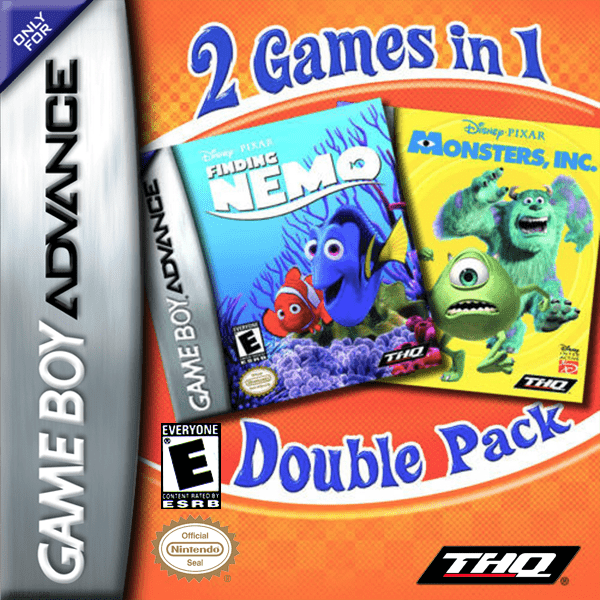 ONLY
FOR
GAME BOY ADVANCE
2 Games in 1
GAME BOY ADVANCE
Disney · PIXAR
FINDING
NEMO
EVERYONE
E
ESRB
THQ
Disney · PIXAR
MONSTERS, INC.
THQ
EVERYONE
E
CONTENT RATED BY
ESRB
Double Pack
Official
Nintendo
Seal
®
THQ
®